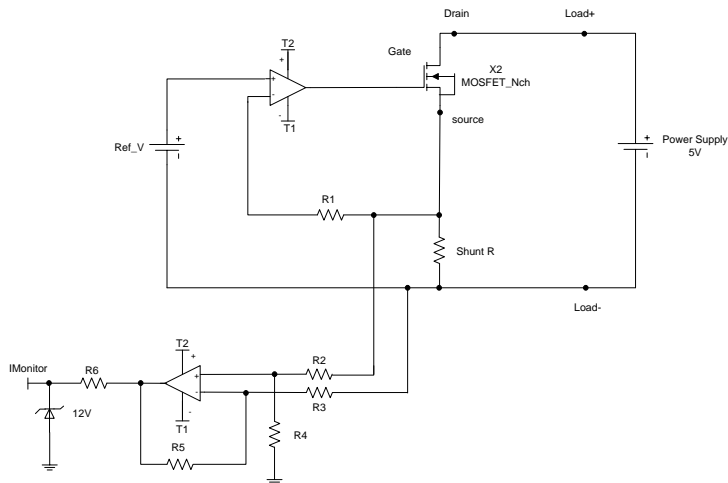 Drain
Load+
T2
Gate
+
X2
MOSFET_Nch
+
-
-
T1
source
Ref_V
+
Power Supply
5V
+
R1
Shunt R
Load-
T2
+
R2
IMonitor
R6
+
-
R3
12V
T1
-
R4
R5